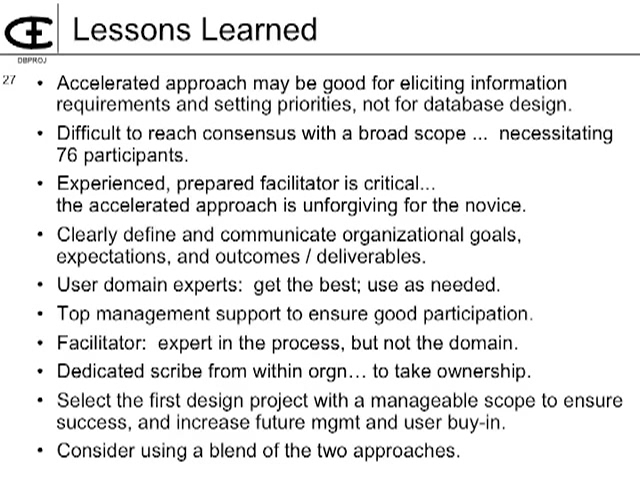 Lessons Learned
DBPROJ
27
• Accelerated approach may be good for eliciting information
requirements and setting priorities, not for database design.
• Difficult to reach consensus with a broad scope ... necessitating
76 participants.
• Experienced, prepared facilitator is critical...
the accelerated approach is unforgiving for the novice.
• Clearly define and communicate organizational goals,
expectations, and outcomes / deliverables.
• User domain experts: get the best; use as needed.
• Top management support to ensure good participation.
• Facilitator: expert in the process, but not the domain.
• Dedicated scribe from within orgn… to take ownership.
• Select the first design project with a manageable scope to ensure
success, and increase future mgmt and user buy-in.
• Consider using a blend of the two approaches.